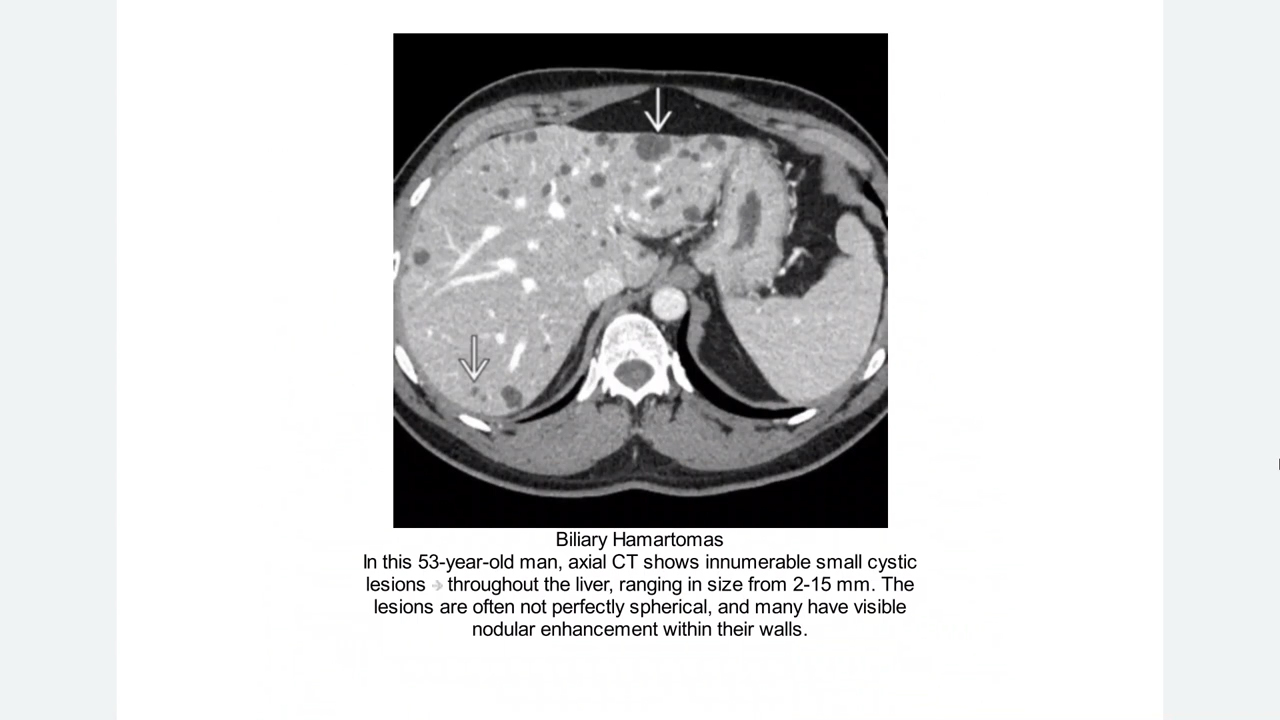 Biliary Hamartomas
In this 53-year-old man, axial CT shows innumerable small cystic
lesions → throughout the liver, ranging in size from 2-15 mm. The
lesions are often not perfectly spherical, and many have visible
nodular enhancement within their walls.